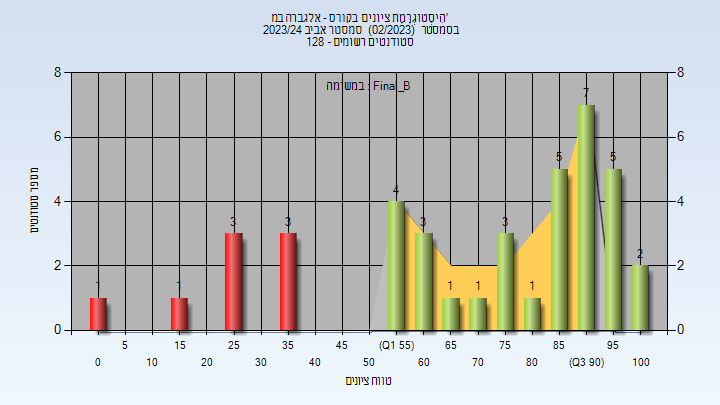 היסטוגרמת ציונים בקורס - אלגברה במ'
בסמסטר (02/2023) סמסטר אביב 2023/24
סטודנטים רשומים - 128
במשימה : Final_B
8 8
6 6
4 4
2 2
0 0
מספר סטודנטים
1 1 3 3 4 3 1 1 3 1 5 7 5 2
5 15 25 35 45 (Q1 55) 65 75 85 95
0 10 20 30 40 50 60 70 80 (Q3 90) 100
טווח ציונים